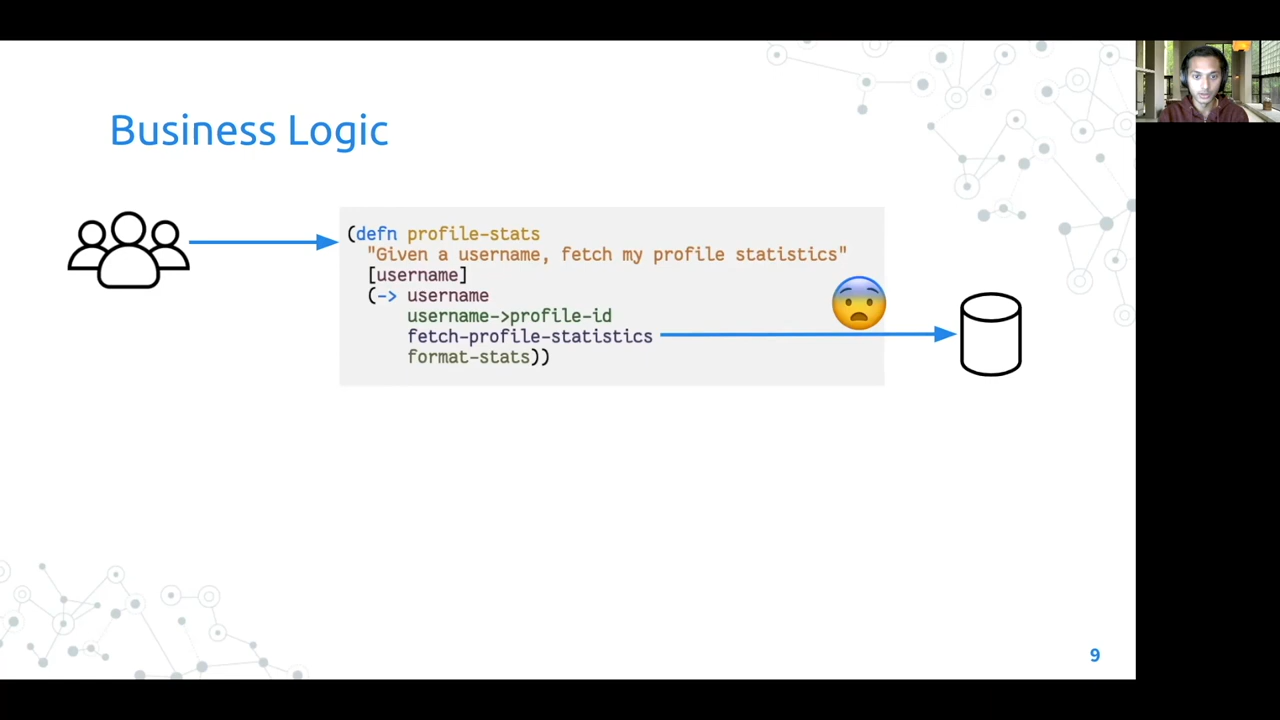 Business Logic
(defn profile-stats
"Given a username, fetch my profile statistics"
[username]
(-> username
username->profile-id
fetch-profile-statistics
format-stats))
9